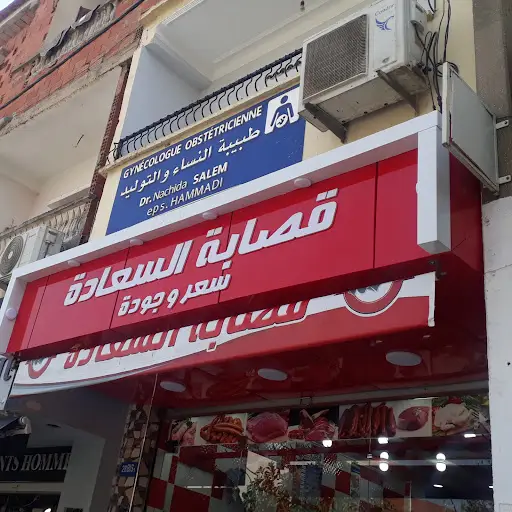 GYNÉCOLOGUE OBSTÉTRICIENNE
طبيبة النساء والتوليد
Dr. Nachida SALEM
eps. HAMMADI
قصابة السعادة
سعر وجودة
قصابة السعادة
NTS HOMME